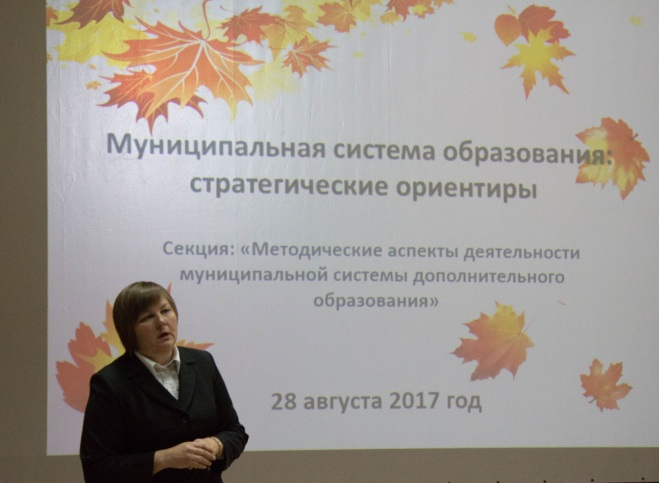 Муниципальная система образования:
стратегические ориентиры
Секция: «Методические аспекты деятельности
муниципальной системы дополнительного
образования»
28 августа 2017 год